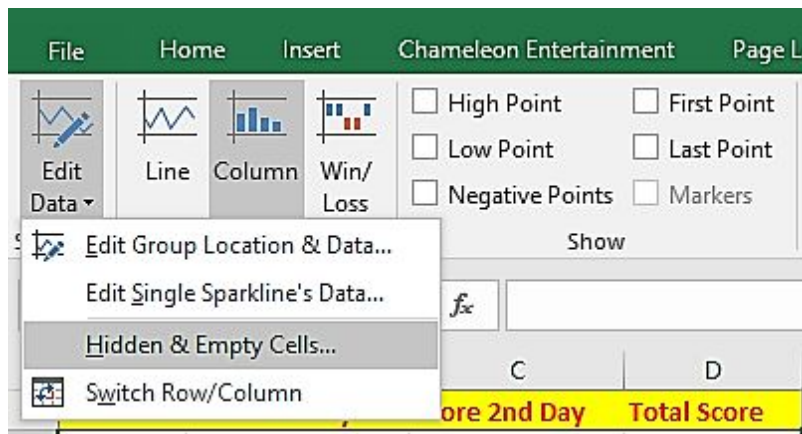 File Home Insert Chameleon Entertainment Page L
High Point First Point
Low Point Last Point
Negative Points Markers
Edit Data
Line
Column
Win/
Loss
Show
Edit Group Location & Data...
Edit Single Sparkline's Data...
Hidden & Empty Cells...
Switch Row/Column
fx
C D
ore 2nd Day Total Score